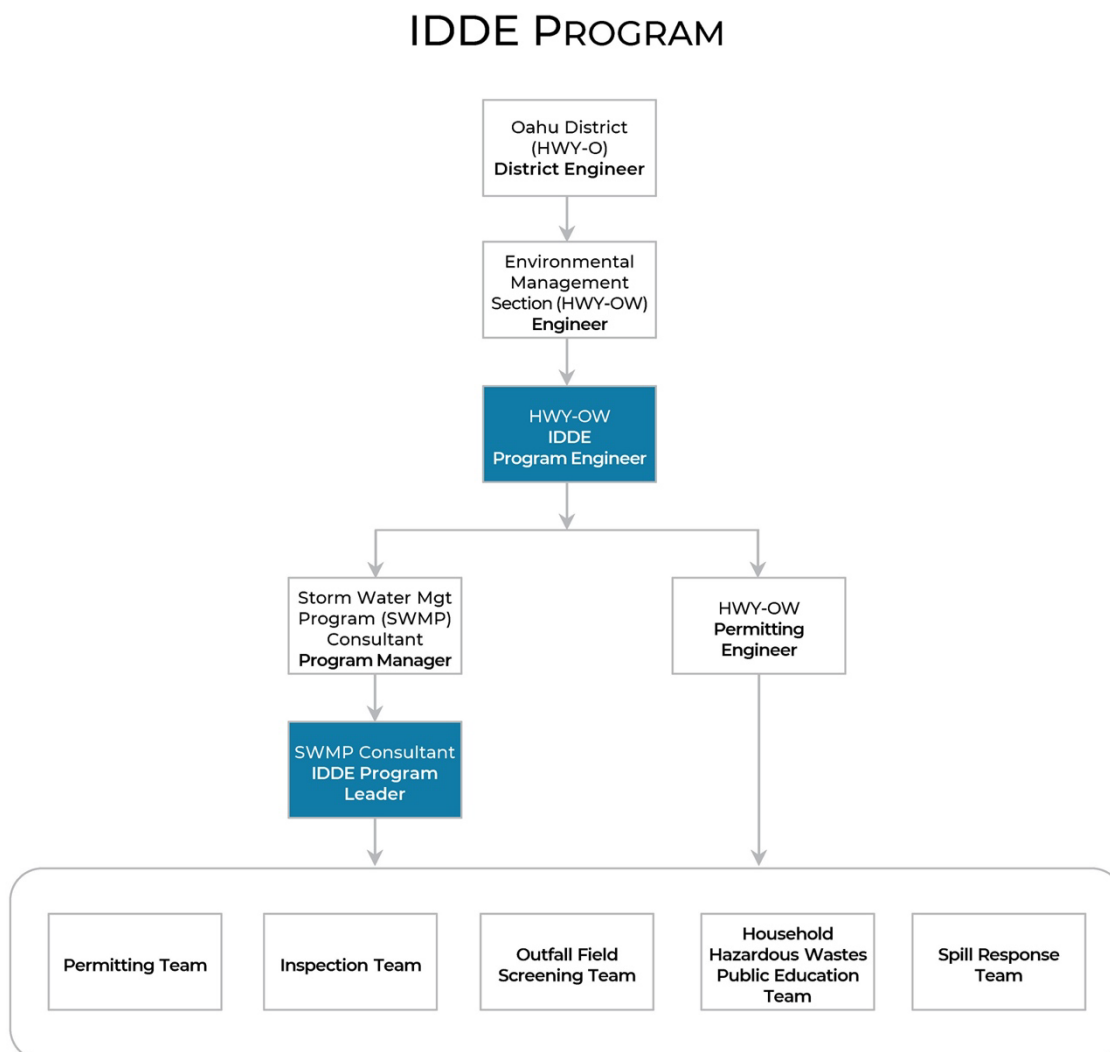 IDDE PROGRAM
Oahu District
(HWY-O)
District Engineer
Environmental
Management
Section (HWY-OW)
Engineer
HWY-OW
IDDE
Program Engineer
Storm Water Mgt
Program (SWMP)
Consultant
Program Manager
HWY-OW
Permitting
Engineer
SWMP Consultant
IDDE Program
Leader
Permitting Team
Inspection Team
Outfall Field
Screening Team
Household
Hazardous Wastes
Public Education
Team
Spill Response
Team